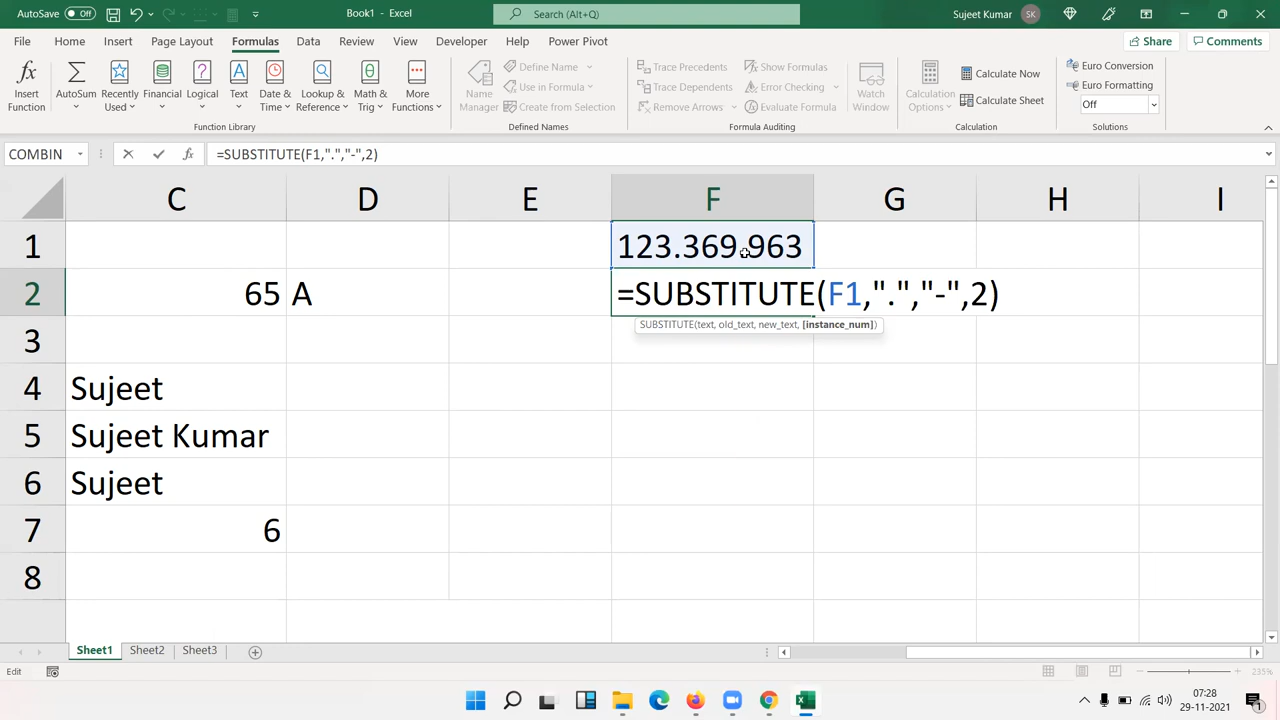 AutoSave Off Book1 - Excel Search (Alt+Q) Sujeet Kumar SK
File Home Insert Page Layout Formulas Data Review View Developer Help Power Pivot Share Comments
Insert Function
AutoSum
Recently Used
Financial
Logical
Text
Date & Time
Lookup & Reference
Math & Trig
More Functions
Function Library
Name Manager
Define Name
Use in Formula
Create from Selection
Defined Names
Trace Precedents
Trace Dependents
Remove Arrows
Show Formulas
Error Checking
Evaluate Formula
Formula Auditing
Watch Window
Calculation Options
Calculate Now
Calculate Sheet
Calculation
Euro Conversion
Euro Formatting
Off
Solutions
COMBIN fx =SUBSTITUTE(F1,".","-",2)
C D E F G H I
1 123.369.963
2 65 A =SUBSTITUTE(F1,".","-",2)
SUBSTITUTE(text, old_text, new_text, [instance_num])
3
4 Sujeet
5 Sujeet Kumar
6 Sujeet
7 6
8
Sheet1 Sheet2 Sheet3
Edit 235%
07:28
29-11-2021
1